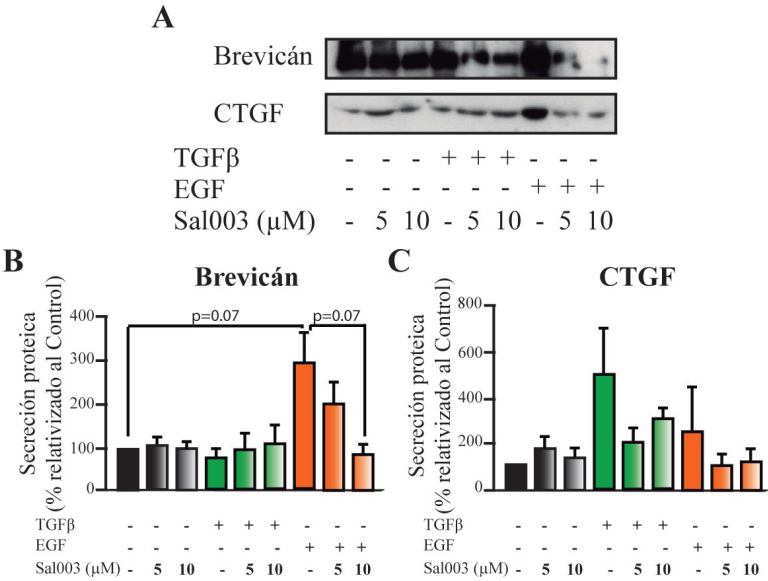 A
Brevicán
CTGF
TGFβ - - - + + + - - -
EGF - - - - - - + + +
Sal003 (μM) - 5 10 - 5 10 - 5 10
B
Brevicán
Secreción proteica
(% relativizado al Control)
400
300
200
100
0
p=0.07
p=0.07
TGFβ - - - + + + - - -
EGF - - - - - - + + +
Sal003 (μM) - 5 10 - 5 10 - 5 10
C
CTGF
Secreción proteica
(% relativizado al Control)
800
600
400
200
0
TGFβ - - - + + + - - -
EGF - - - - - - + + +
Sal003 (μM) - 5 10 - 5 10 - 5 10